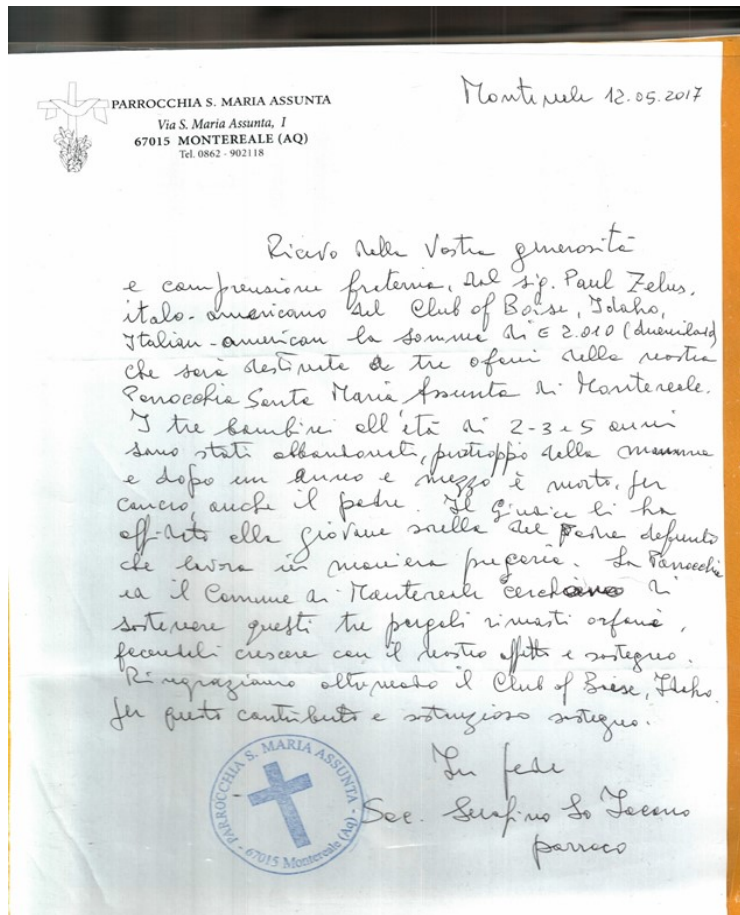 PARROCCHIA S. MARIA ASSUNTA
Via S. Maria Assunta, 1
67015 MONTEREALE (AQ)
Tel. 0862 - 902118
Montereale 12.05.2017
Ricevo dalla Vostra generosità
e comprensione fraterna, dal sig. Paul Zelus,
italo-americano del Club of Boise, Idaho,
Italian-american la somma di € 2.010 (duemiladieci)
che sarà destinata a tre orfani della nostra
Parrocchia Santa Maria Assunta di Montereale.
I tre bambini all'età di 2-3 e 5 anni
sono stati abbandonati, purtroppo dalla mamma
e dopo un anno e mezzo è morto, per
cancro, anche il padre. Il Giudice li ha
affidato alla giovane sorella del padre defunto
che lavora in maniera precaria. La Parrocchia
ed il Comune di Montereale cercano di
sostenere questi tre pargoli rimasti orfani,
facendoli crescere con il nostro affetto e sostegno.
Ringraziamo oltremodo il Club of Boise, Idaho.
per questo contributo e sostanzioso sostegno.
In fede
Sac. Serafino Lo Iacono
parroco
PARROCCHIA S. MARIA ASSUNTA - 67015 Montereale (Aq) -